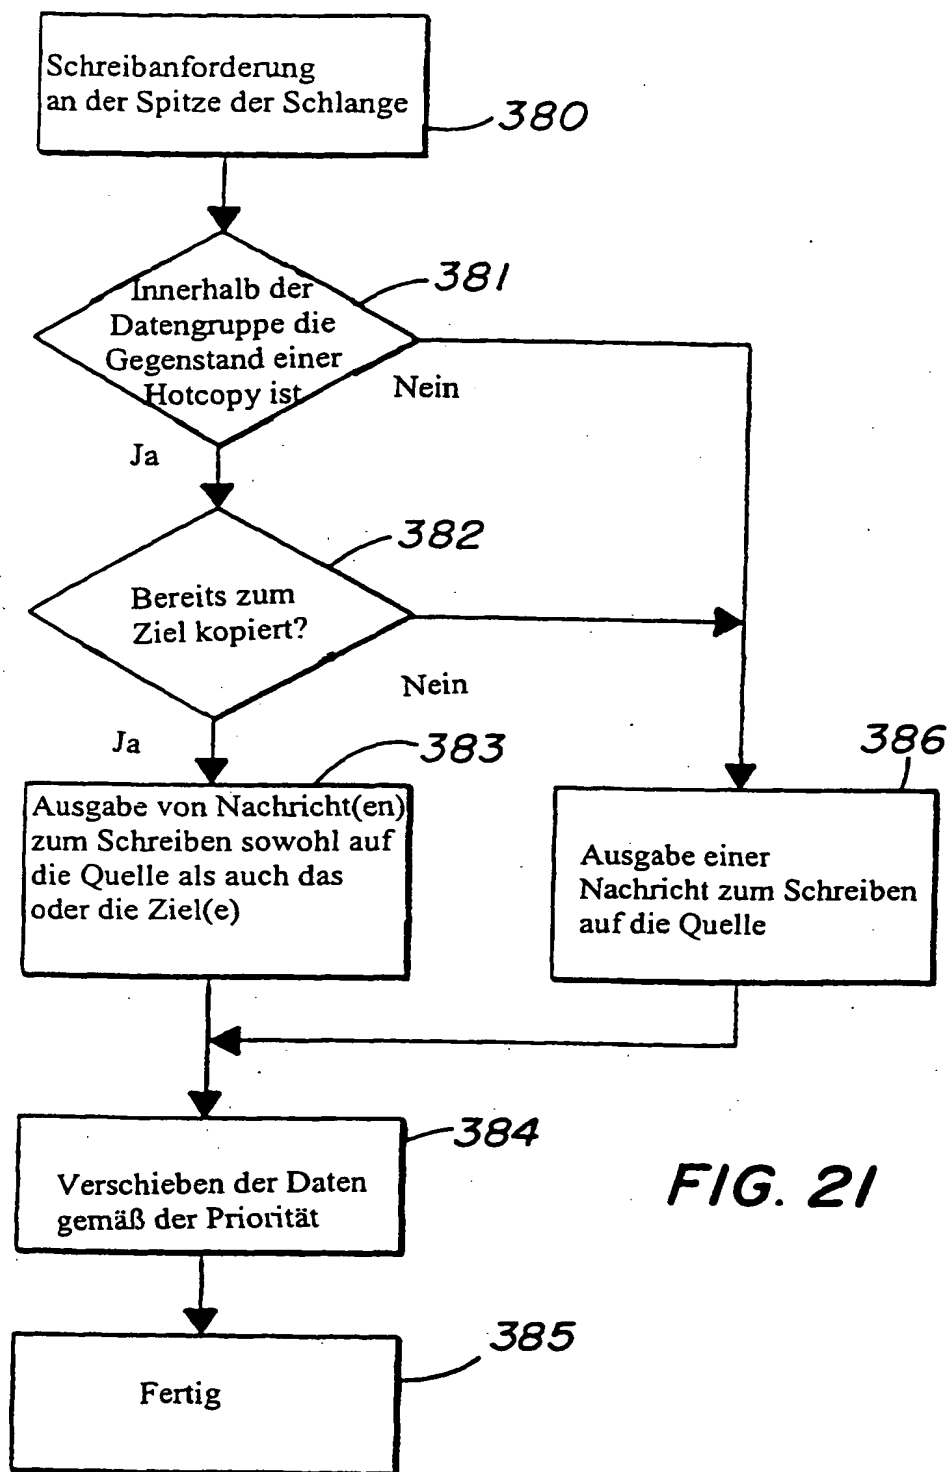 Schreibanforderung
an der Spitze der Schlange
380
381
Innerhalb der
Datengruppe die
Gegenstand einer
Hotcopy ist
Nein
Ja
382
Bereits zum
Ziel kopiert?
Nein
Ja
383
386
Ausgabe von Nachricht(en)
zum Schreiben sowohl auf
die Quelle als auch das
oder die Ziel(e)
Ausgabe einer
Nachricht zum Schreiben
auf die Quelle
384
Verschieben der Daten
gemäß der Priorität
FIG. 21
385
Fertig